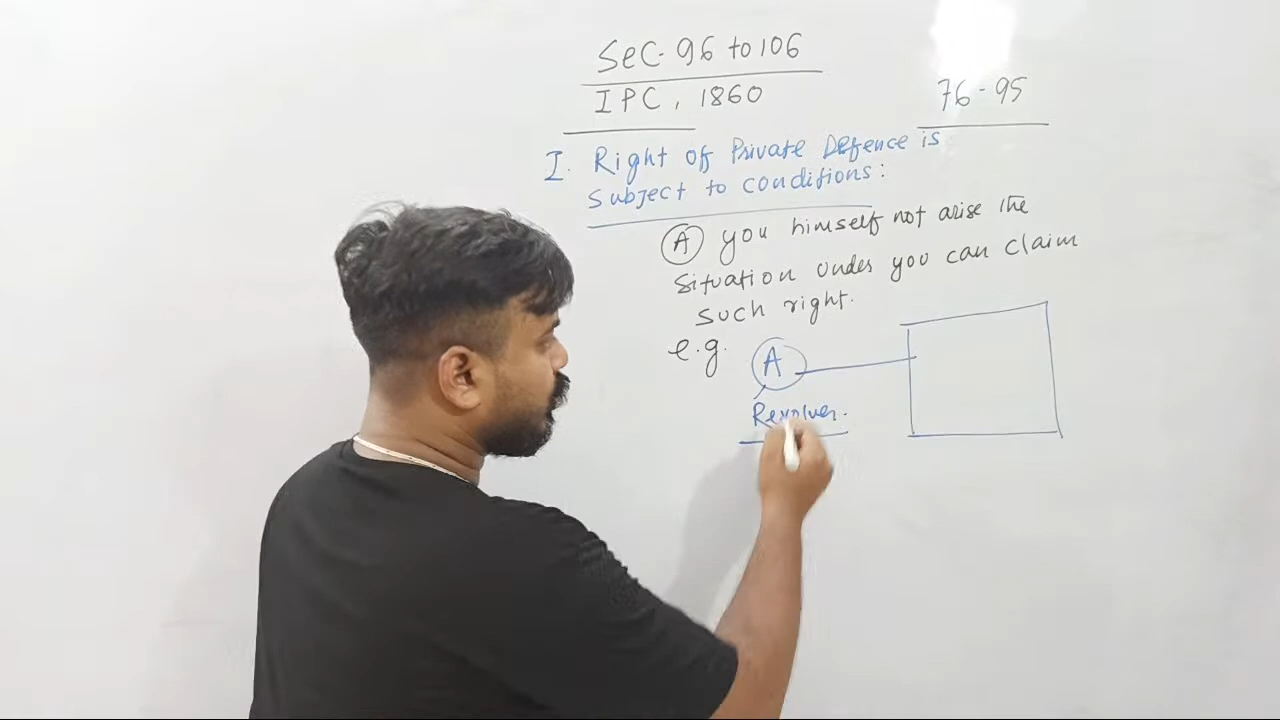 SeC. 96 to 106
IPC, 1860
76 - 95
I. Right of Private Defence is
subject to conditions:
A you himself not arise the
situation under you can claim
such right.
e.g. A
Revolver.